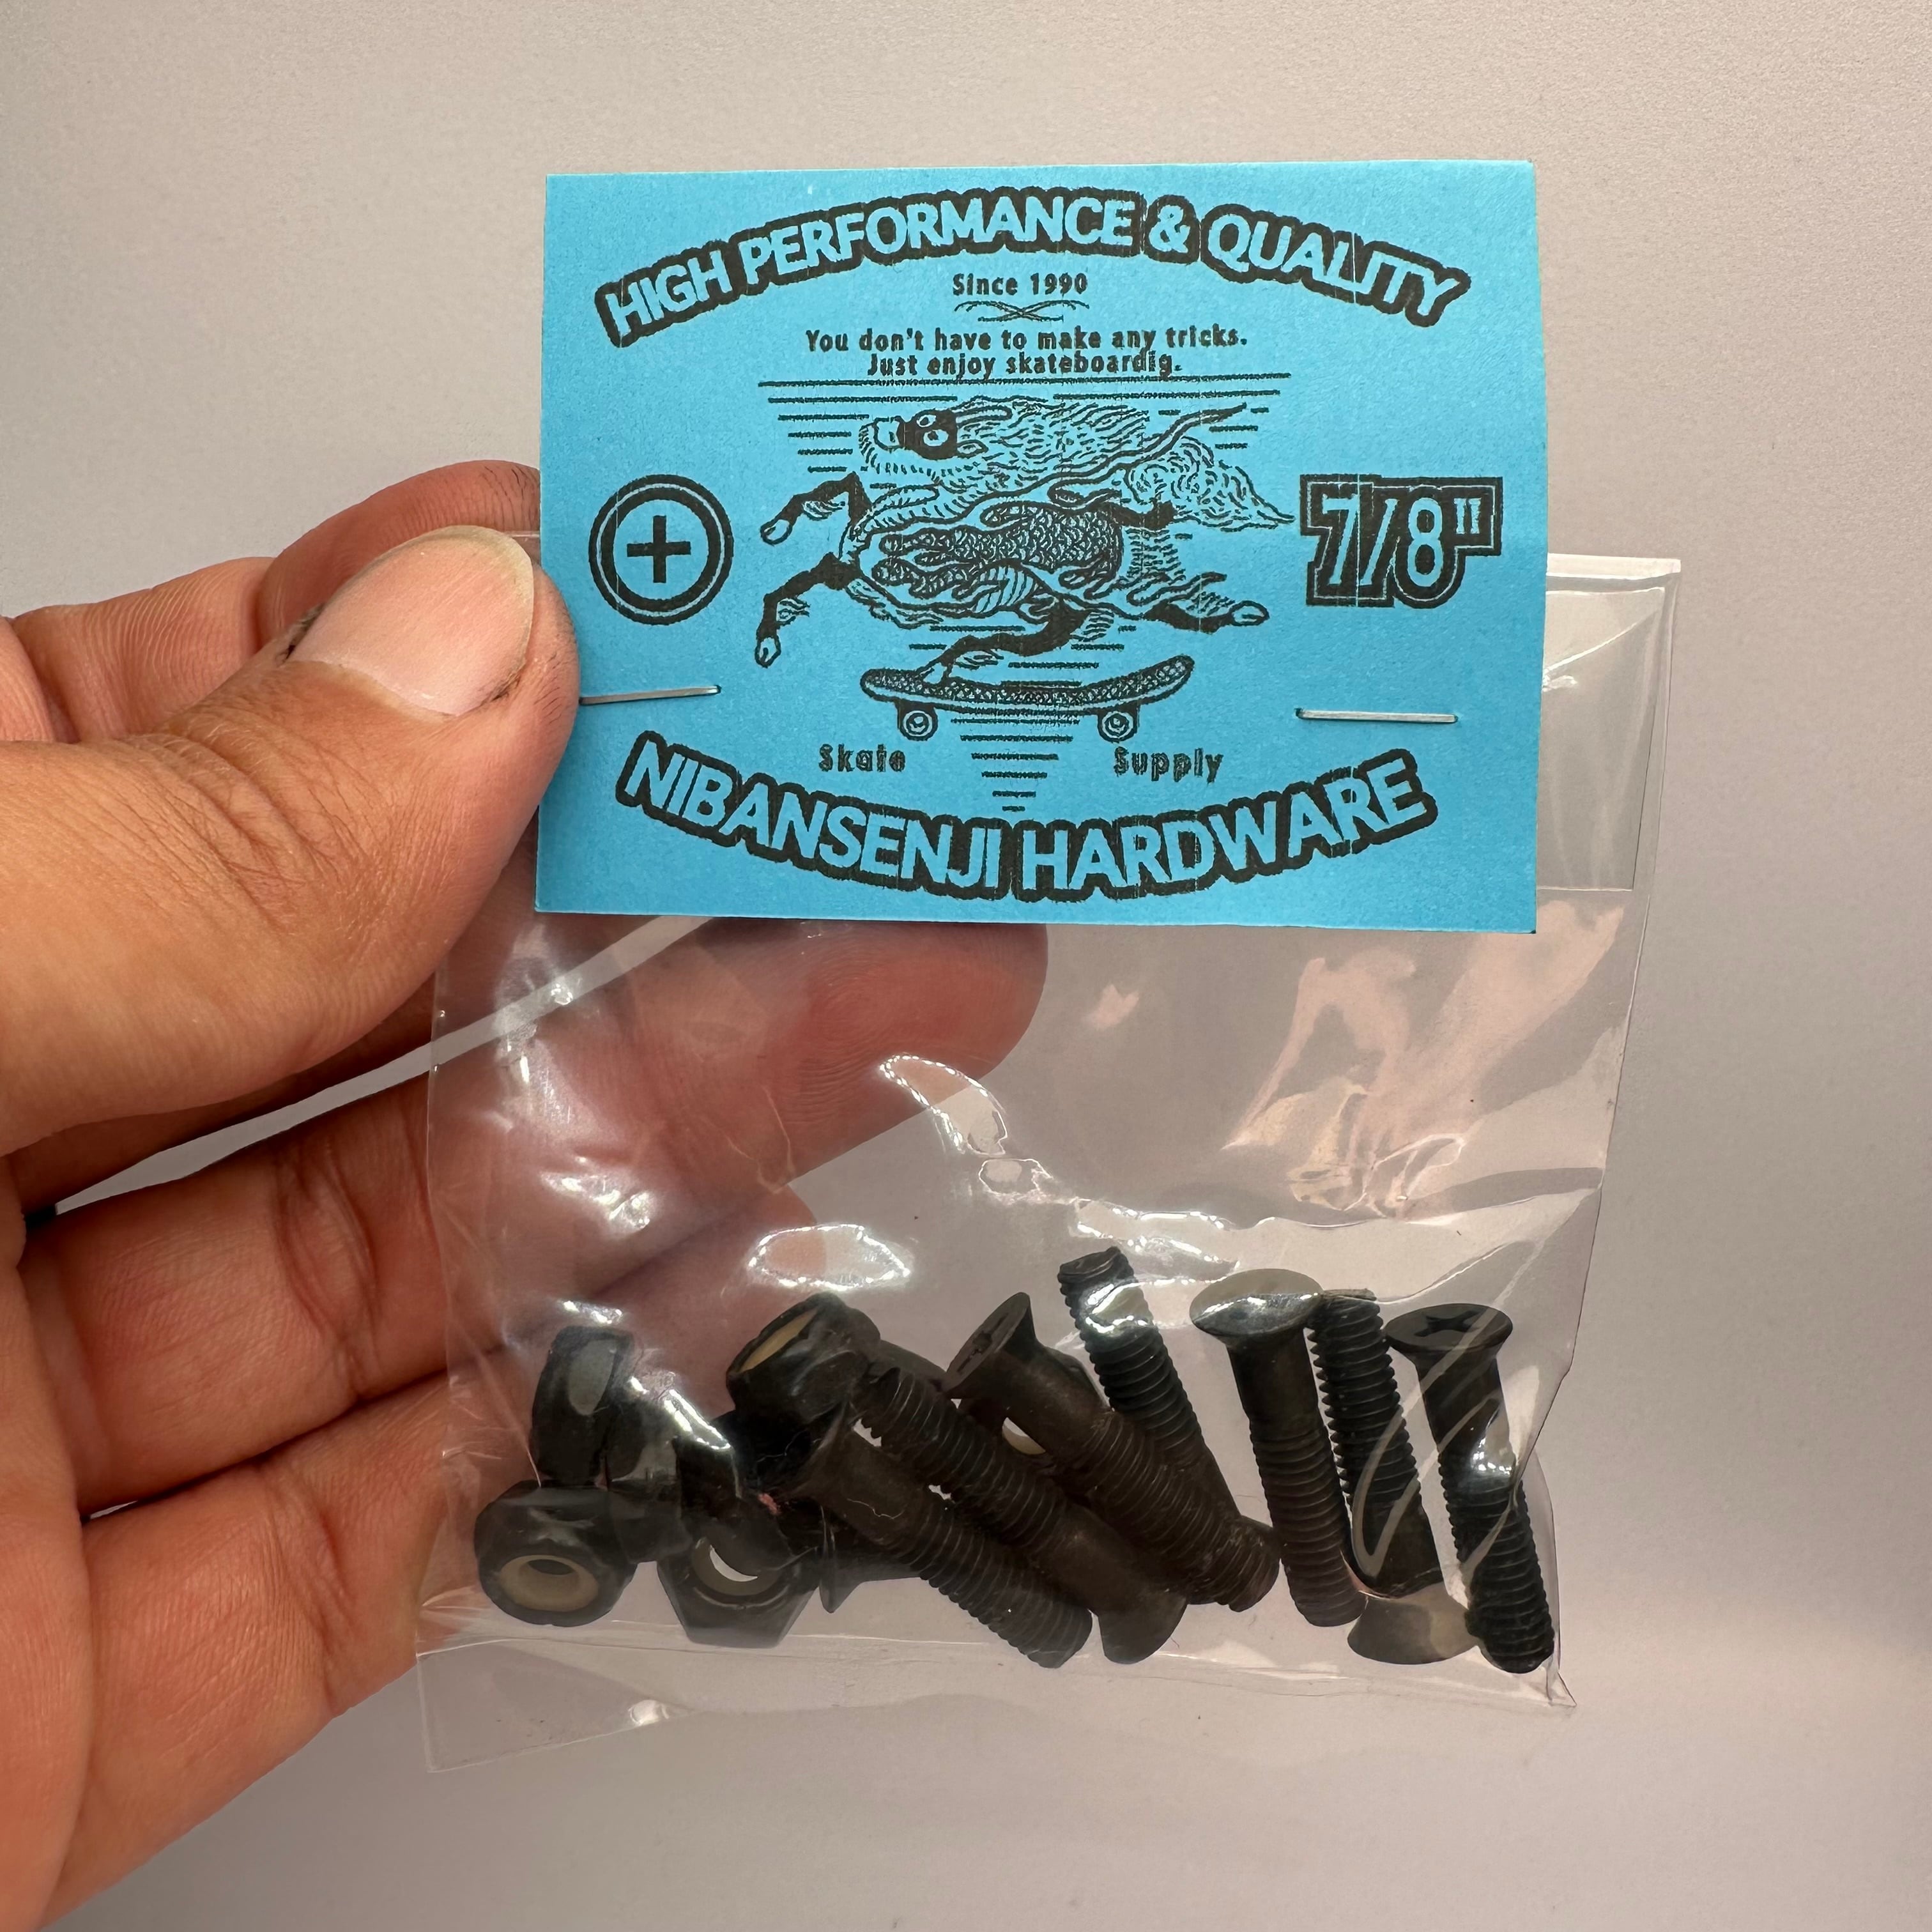 HIGH PERFORMANCE & QUALITY
Since 1990
You don't have to make any tricks.
Just enjoy skateboardig.
7/8"
Skate Supply
NIBANSENJI HARDWARE